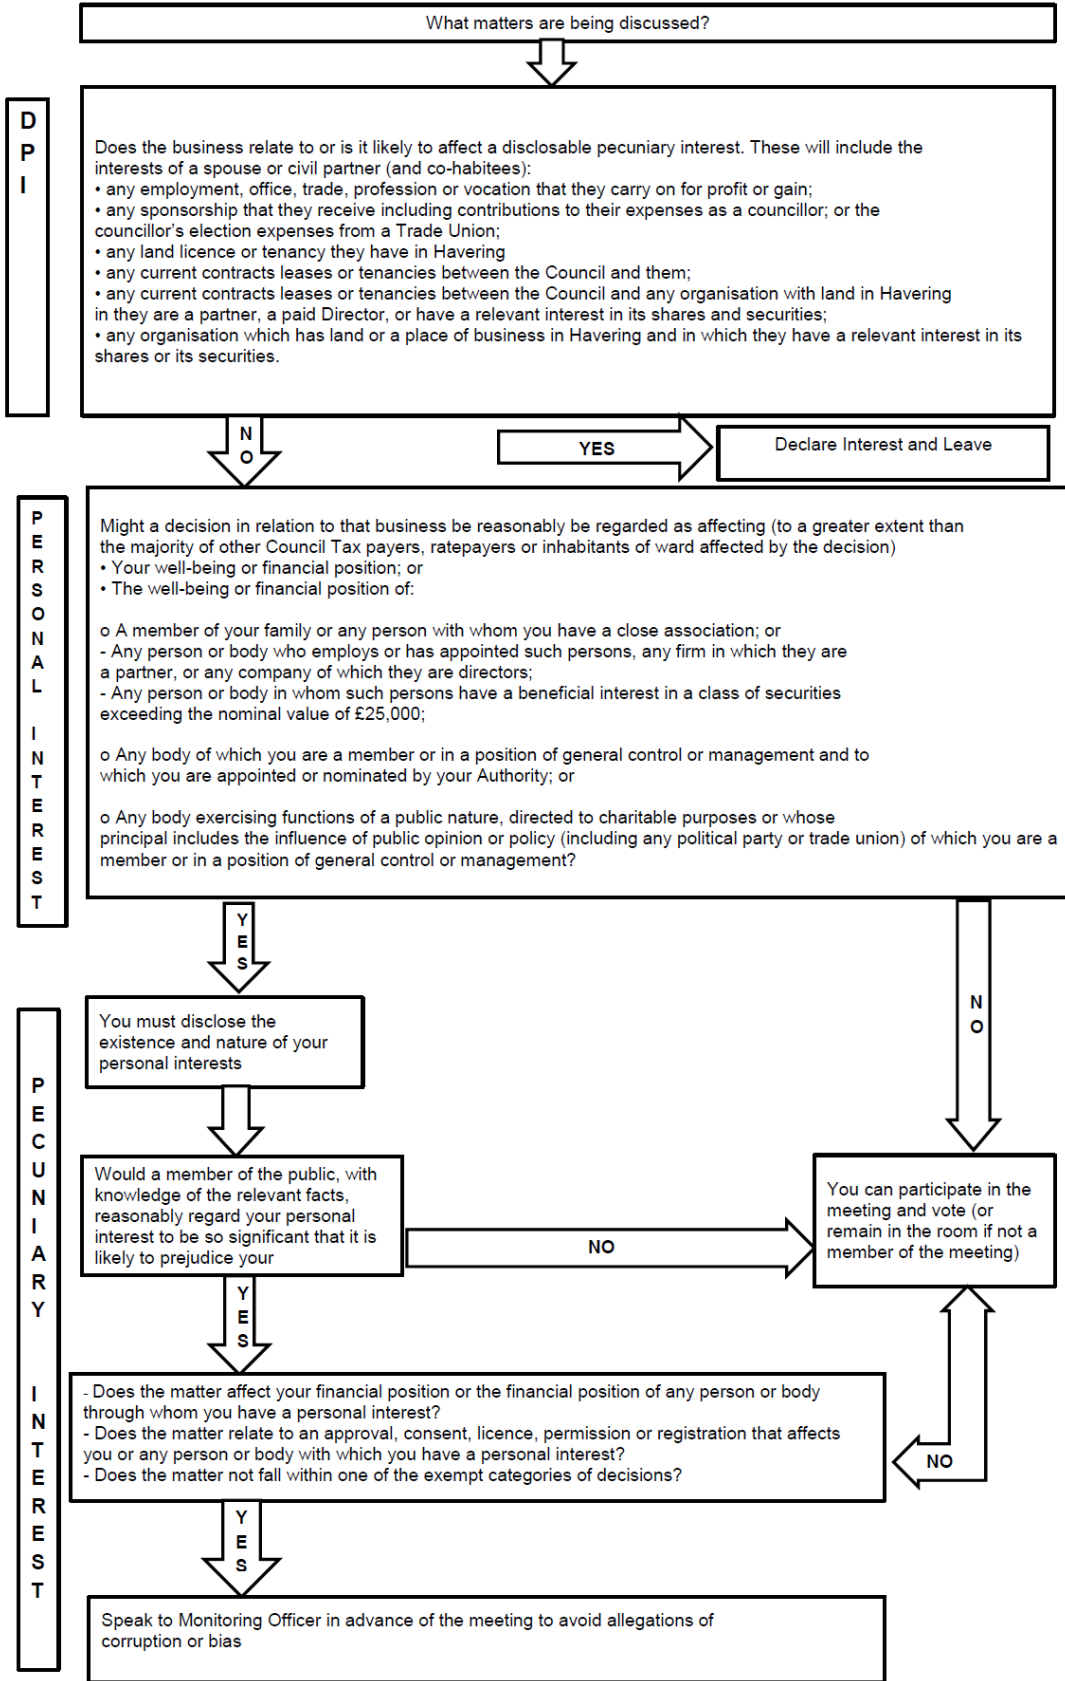 What matters are being discussed?
D
P
I
Does the business relate to or is it likely to affect a disclosable pecuniary interest. These will include the
interests of a spouse or civil partner (and co-habitees):
• any employment, office, trade, profession or vocation that they carry on for profit or gain;
• any sponsorship that they receive including contributions to their expenses as a councillor; or the
councillor's election expenses from a Trade Union;
• any land licence or tenancy they have in Havering
• any current contracts leases or tenancies between the Council and them;
• any current contracts leases or tenancies between the Council and any organisation with land in Havering
in they are a partner, a paid Director, or have a relevant interest in its shares and securities;
• any organisation which has land or a place of business in Havering and in which they have a relevant interest in its
shares or its securities.
N
O
YES
Declare Interest and Leave
P
E
R
S
O
N
A
L
I
N
T
E
R
E
S
T
Might a decision in relation to that business be reasonably be regarded as affecting (to a greater extent than
the majority of other Council Tax payers, ratepayers or inhabitants of ward affected by the decision)
• Your well-being or financial position; or
• The well-being or financial position of:
o A member of your family or any person with whom you have a close association; or
- Any person or body who employs or has appointed such persons, any firm in which they are
a partner, or any company of which they are directors;
- Any person or body in whom such persons have a beneficial interest in a class of securities
exceeding the nominal value of £25,000;
o Any body of which you are a member or in a position of general control or management and to
which you are appointed or nominated by your Authority; or
o Any body exercising functions of a public nature, directed to charitable purposes or whose
principal includes the influence of public opinion or policy (including any political party or trade union) of which you are a
member or in a position of general control or management?
Y
E
S
N
O
P
E
C
U
N
I
A
R
Y
I
N
T
E
R
E
S
T
You must disclose the
existence and nature of your
personal interests
Would a member of the public, with
knowledge of the relevant facts,
reasonably regard your personal
interest to be so significant that it is
likely to prejudice your
NO
You can participate in the
meeting and vote (or
remain in the room if not a
member of the meeting)
Y
E
S
- Does the matter affect your financial position or the financial position of any person or body
through whom you have a personal interest?
- Does the matter relate to an approval, consent, licence, permission or registration that affects
you or any person or body with which you have a personal interest?
- Does the matter not fall within one of the exempt categories of decisions?
NO
Y
E
S
Speak to Monitoring Officer in advance of the meeting to avoid allegations of
corruption or bias